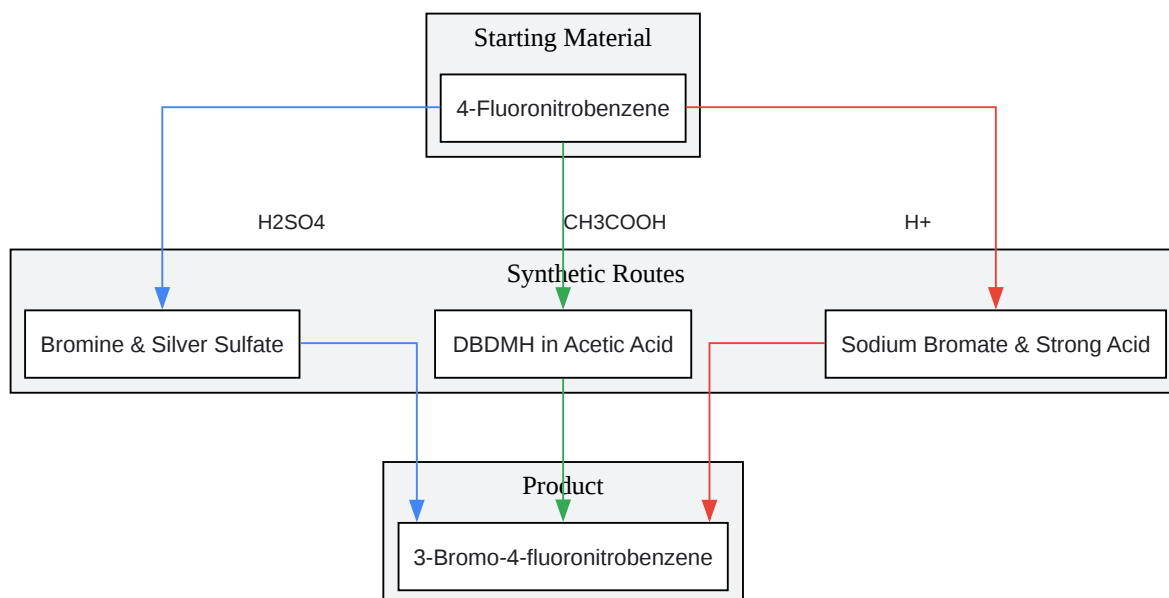 Starting Material
4-Fluoronitrobenzene
H2SO4
CH3COOH
H+
Synthetic Routes
Bromine & Silver Sulfate
DBDMH in Acetic Acid
Sodium Bromate & Strong Acid
Product
3-Bromo-4-fluoronitrobenzene